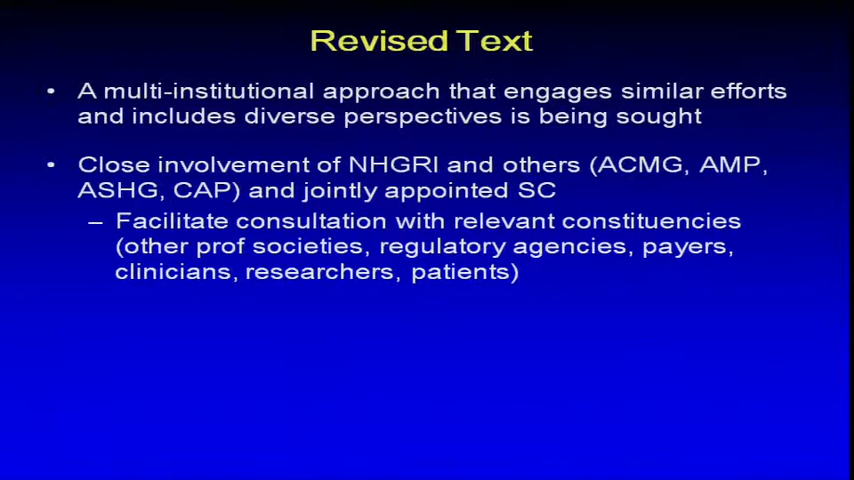 Revised Text
• A multi-institutional approach that engages similar efforts
and includes diverse perspectives is being sought
• Close involvement of NHGRI and others (ACMG, AMP,
ASHG, CAP) and jointly appointed SC
– Facilitate consultation with relevant constituencies
(other prof societies, regulatory agencies, payers,
clinicians, researchers, patients)